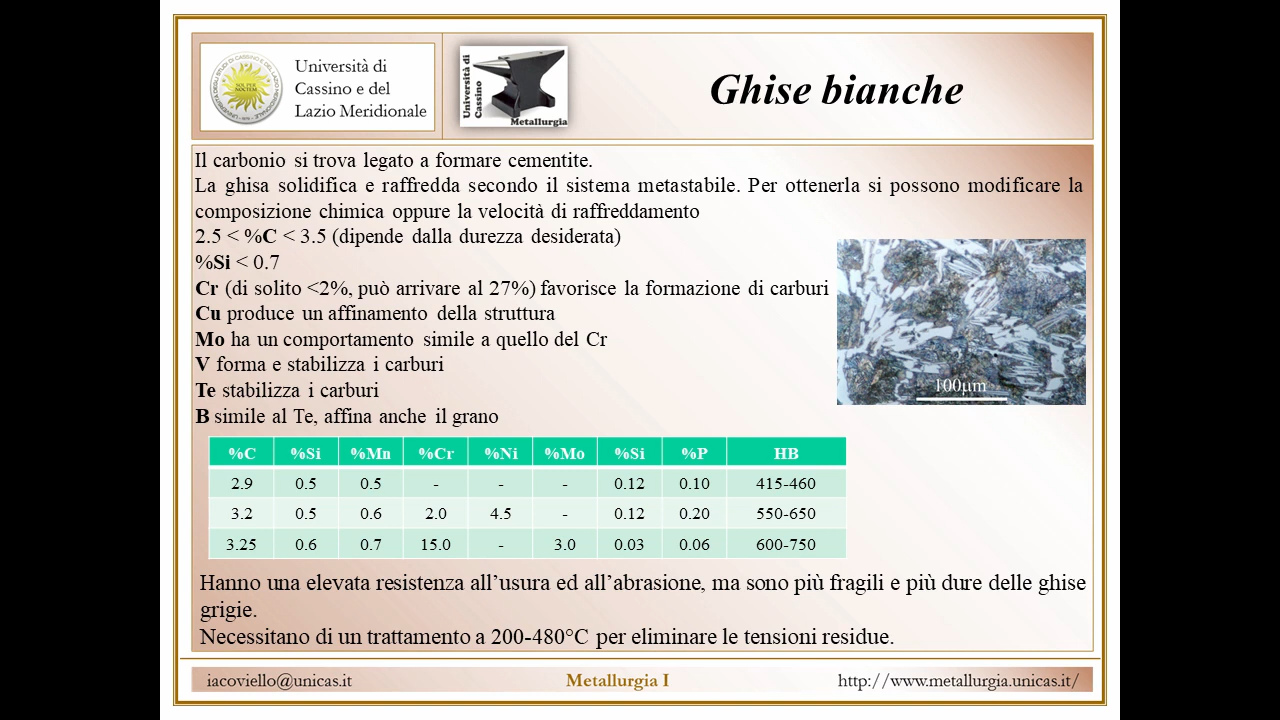 Università di
Cassino e del
Lazio Meridionale
Università di
Cassino
Metallurgia
Ghise bianche
Il carbonio si trova legato a formare cementite.
La ghisa solidifica e raffredda secondo il sistema metastabile. Per ottenerla si possono modificare la
composizione chimica oppure la velocità di raffreddamento
2.5 < %C < 3.5 (dipende dalla durezza desiderata)
%Si < 0.7
Cr (di solito <2%, può arrivare al 27%) favorisce la formazione di carburi
Cu produce un affinamento della struttura
Mo ha un comportamento simile a quello del Cr
V forma e stabilizza i carburi
Te stabilizza i carburi
B simile al Te, affina anche il grano
100μm
%C %Si %Mn %Cr %Ni %Mo %Si %P HB
2.9 0.5 0.5 - - - 0.12 0.10 415-460
3.2 0.5 0.6 2.0 4.5 - 0.12 0.20 550-650
3.25 0.6 0.7 15.0 - 3.0 0.03 0.06 600-750
Hanno una elevata resistenza all’usura ed all’abrasione, ma sono più fragili e più dure delle ghise
grigie.
Necessitano di un trattamento a 200-480°C per eliminare le tensioni residue.
iacoviello@unicas.it
Metallurgia I
http://www.metallurgia.unicas.it/